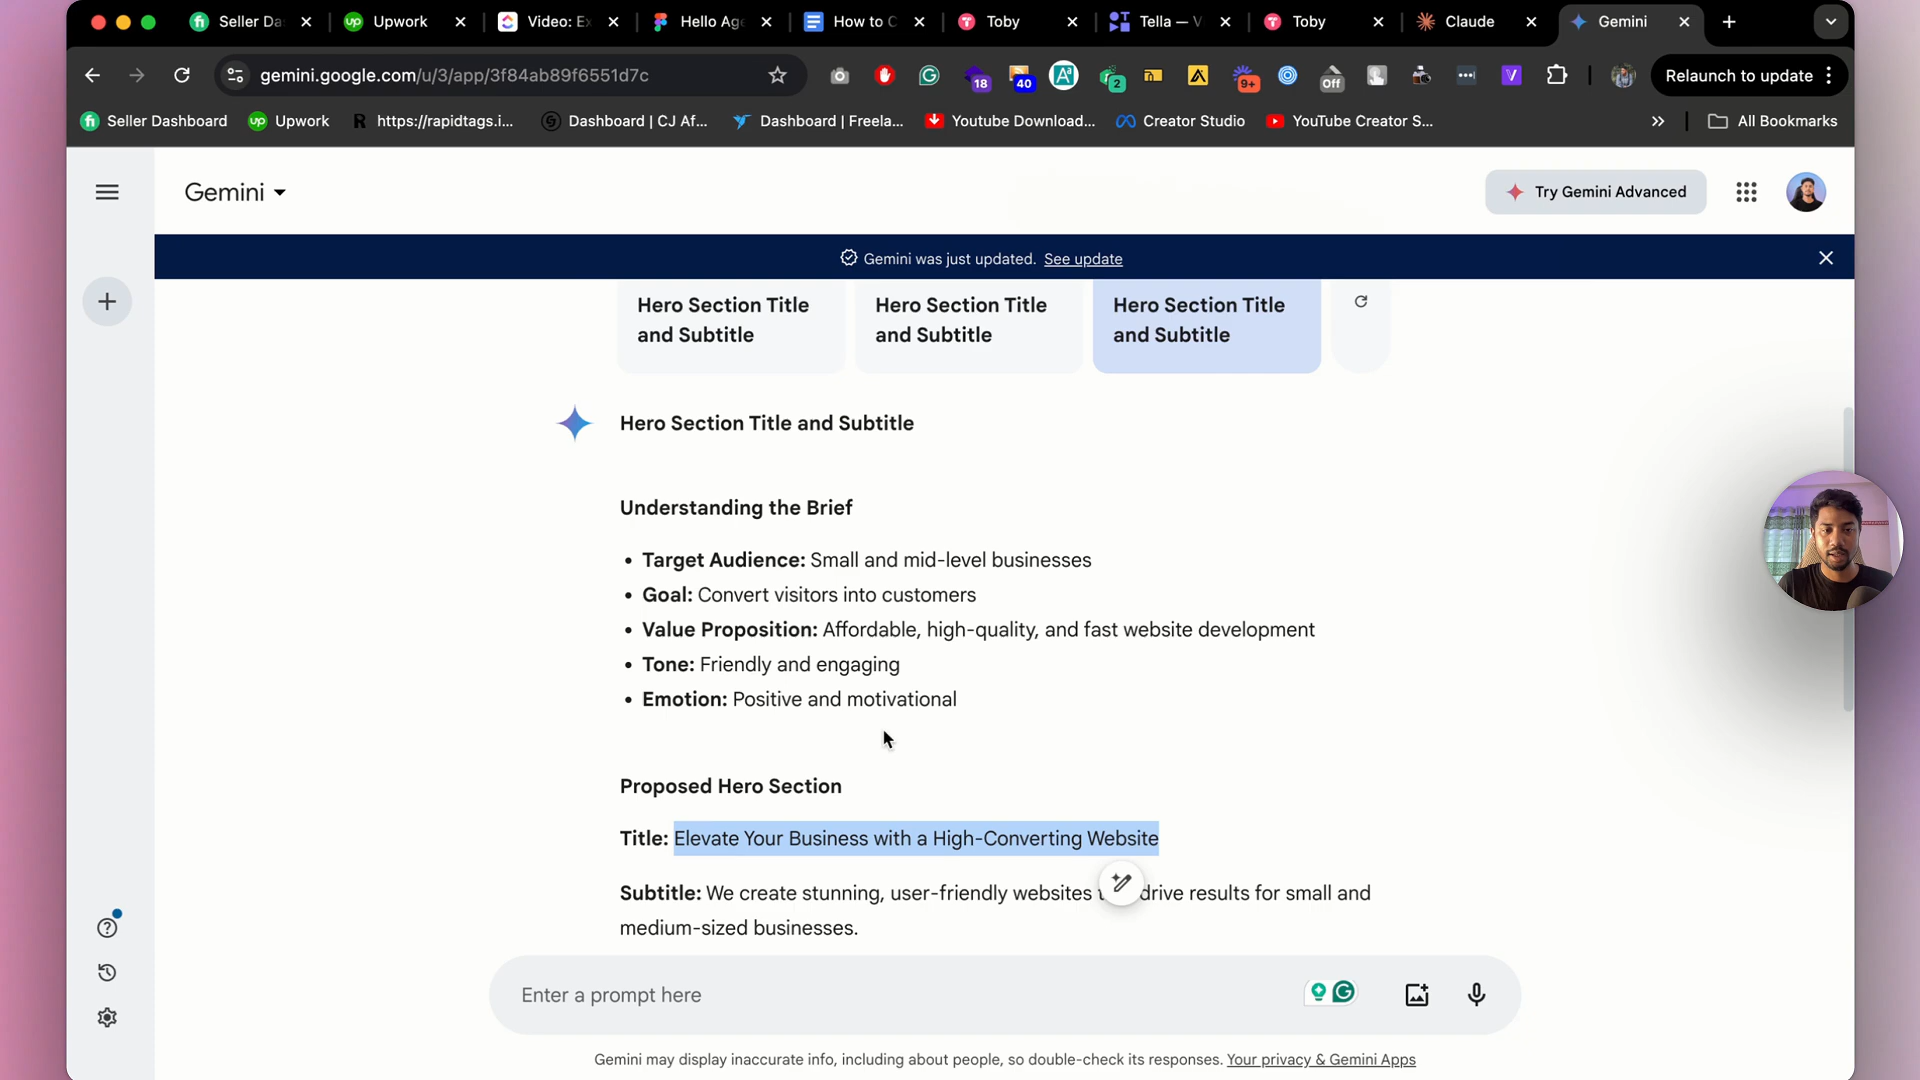 Seller Da
Upwork
Video: E
Hello Age
How to C
Toby
Tella — V
Toby
Claude
Gemini
gemini.google.com/u/3/app/3f84ab89f6551d7c
18
40
2
9+
Off
Relaunch to update
Seller Dashboard
Upwork
https://rapidtags.i...
Dashboard | CJ Af...
Dashboard | Freela...
Youtube Download...
Creator Studio
YouTube Creator S...
All Bookmarks
Gemini
Try Gemini Advanced
Gemini was just updated. See update
Hero Section Title
and Subtitle
Hero Section Title
and Subtitle
Hero Section Title
and Subtitle
Hero Section Title and Subtitle
Understanding the Brief
• Target Audience: Small and mid-level businesses
• Goal: Convert visitors into customers
• Value Proposition: Affordable, high-quality, and fast website development
• Tone: Friendly and engaging
• Emotion: Positive and motivational
Proposed Hero Section
Title: Elevate Your Business with a High-Converting Website
Subtitle: We create stunning, user-friendly websites drive results for small and
medium-sized businesses.
Enter a prompt here
Gemini may display inaccurate info, including about people, so double-check its responses. Your privacy & Gemini Apps